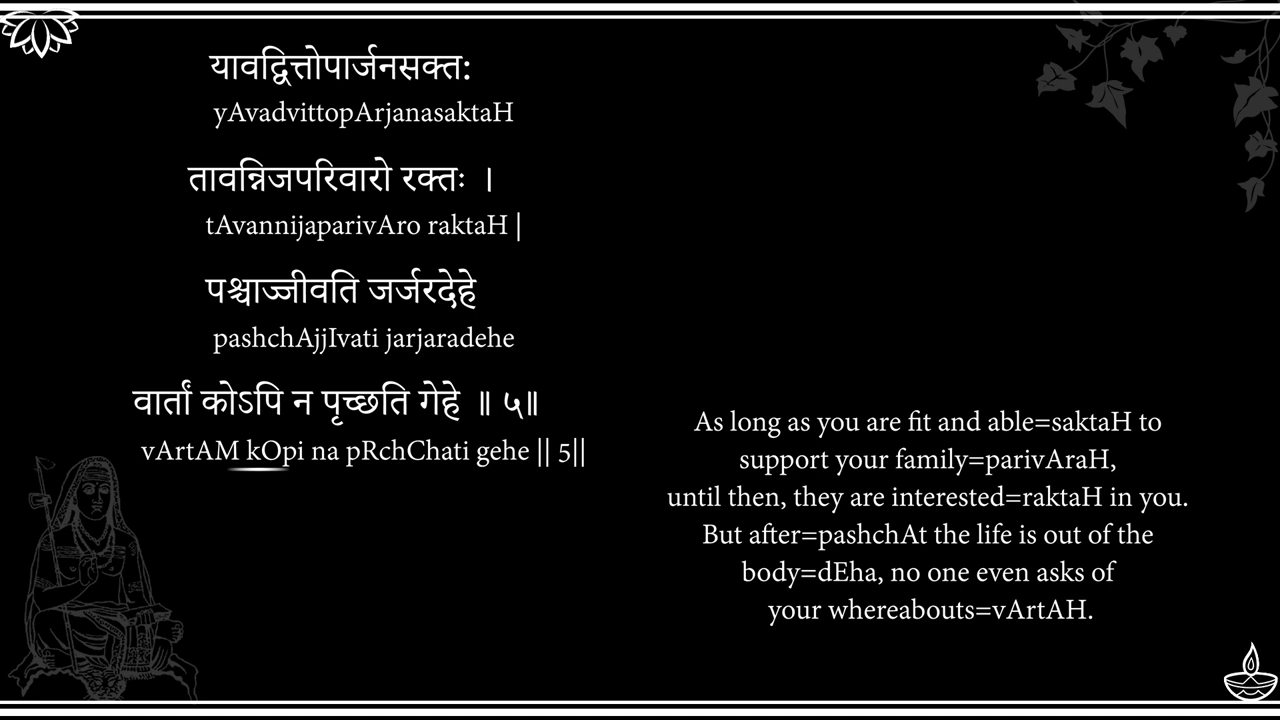 यावद्वित्तोपार्जनसक्त:
yAvadvittopArjanasaktaH
तावन्निजपरिवारो रक्तः ।
tAvannijaparivAro raktaH |
पश्चाज्जीवति जर्जरदेहे
pashchAjjIvati jarjaradehe
वार्तां कोऽपि न पृच्छति गेहे ॥ ५॥
vArtAM kOpi na pRchChati gehe || 5||
As long as you are fit and able=saktaH to
support your family=parivAraH,
until then, they are interested=raktaH in you.
But after=pashchAt the life is out of the
body=dEha, no one even asks of
your whereabouts=vArtAH.